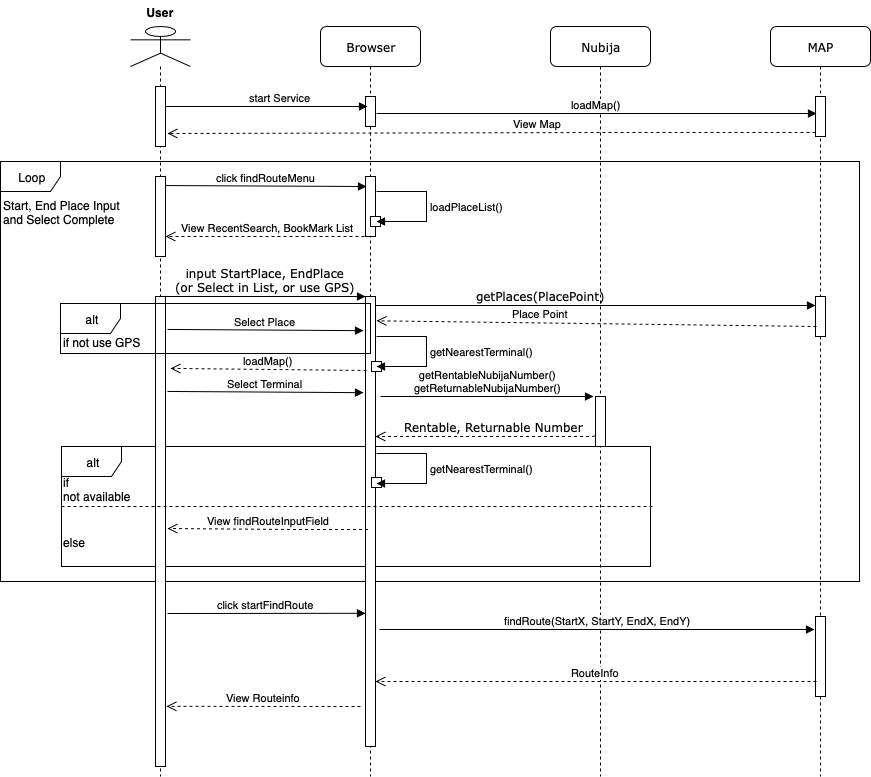 User
Browser
Nubija
MAP
start Service
loadMap()
View Map
Loop
click findRouteMenu
Start, End Place Input
and Select Complete
loadPlaceList()
View RecentSearch, BookMark List
input StartPlace, EndPlace
(or Select in List, or use GPS)
getPlaces(PlacePoint)
alt
Select Place
Place Point
if not use GPS
getNearestTerminal()
loadMap()
getRentableNubijaNumber()
Select Terminal
getReturnableNubijaNumber()
Rentable, Returnable Number
alt
getNearestTerminal()
if
not available
View findRouteInputField
else
click startFindRoute
findRoute(StartX, StartY, EndX, EndY)
RouteInfo
View Routeinfo